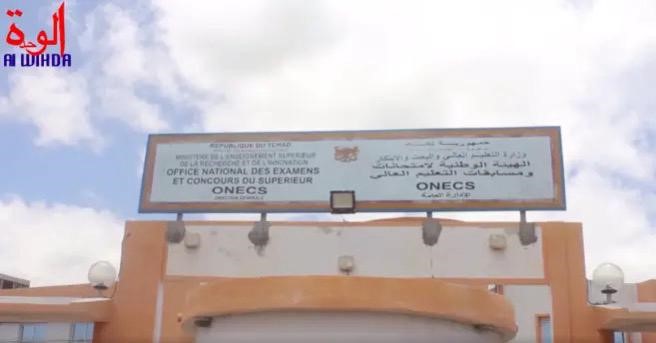 الوحدة
Al WIHDA
REPUBLIQUE DU TCHAD
MINISTERE DE L'ENSEIGNEMENT SUPERIEUR
DE LA RECHERCHE ET DE L'INNOVATION
OFFICE NATIONAL DES EXAMENS
ET CONCOURS DU SUPERIEUR
ONECS
DIRECTION GENERALE
جمهورية تشاد
وزارة التعليم العالي والبحث والابتكار
الهيئة الوطنية لامتحانات
ومسابقات التعليم العالي
ONECS
الإدارة العامة